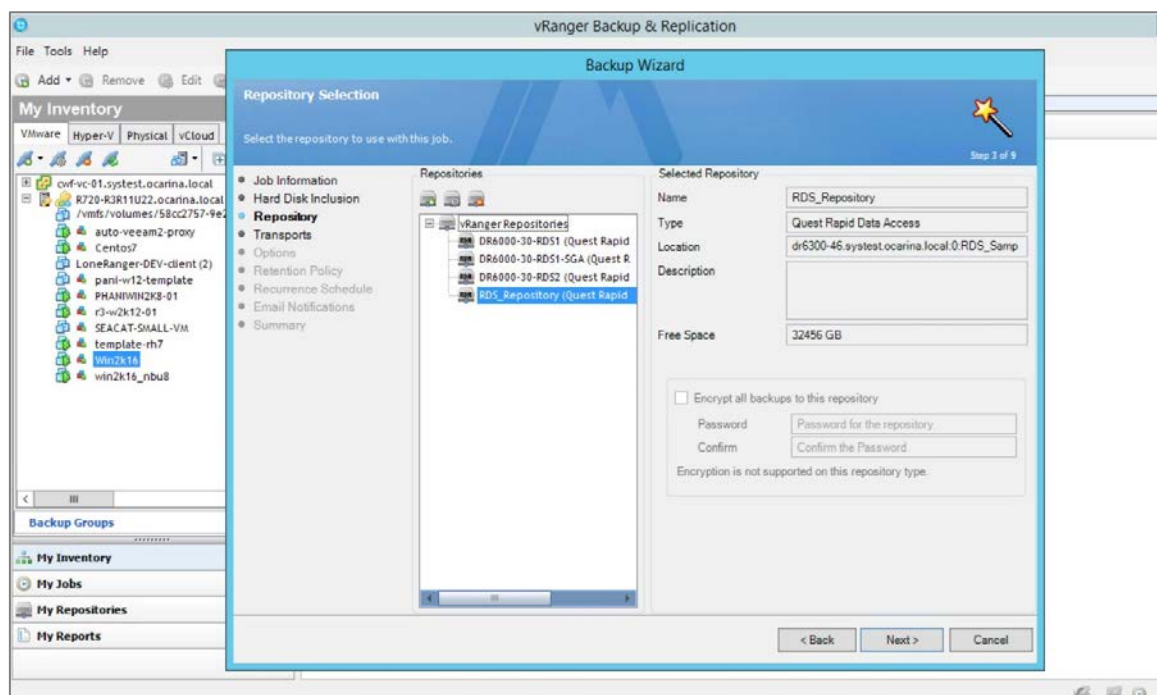 vRanger Backup & Replication
File Tools Help
Add Remove Edit
My Inventory
VMware Hyper-V Physical vCloud
cwf-vc-01.systest.ocarina.local
R720-R3R11U22.ocarina.local
/vmfs/volumes/58cc2757-9e2
auto-veeam2-proxy
Centos7
LoneRanger-DEV-client (2)
pani-w12-template
PHANIWIN2K8-01
r3-w2k12-01
SEACAT-SMALL-VM
template-rh7
Win2k16
win2k16_nbu8
Backup Groups
My Inventory
My Jobs
My Repositories
My Reports
Backup Wizard
Repository Selection
Select the repository to use with this job.
Step 3 of 9
Job Information
Hard Disk Inclusion
Repository
Transports
Options
Retention Policy
Recurrence Schedule
Email Notifications
Summary
Repositories
vRanger Repositories
DR6000-30-RDS1 (Quest Rapid
DR6000-30-RDS1-SGA (Quest R
DR6000-30-RDS2 (Quest Rapid
RDS_Repository (Quest Rapid
Selected Repository
Name RDS_Repository
Type Quest Rapid Data Access
Location dr6300-46.systest.ocarina.local:0:RDS_Samp
Description
Free Space 32456 GB
Encrypt all backups to this repository
Password Password for the repository
Confirm Confirm the Password
Encryption is not supported on this repository type.
< Back Next > Cancel